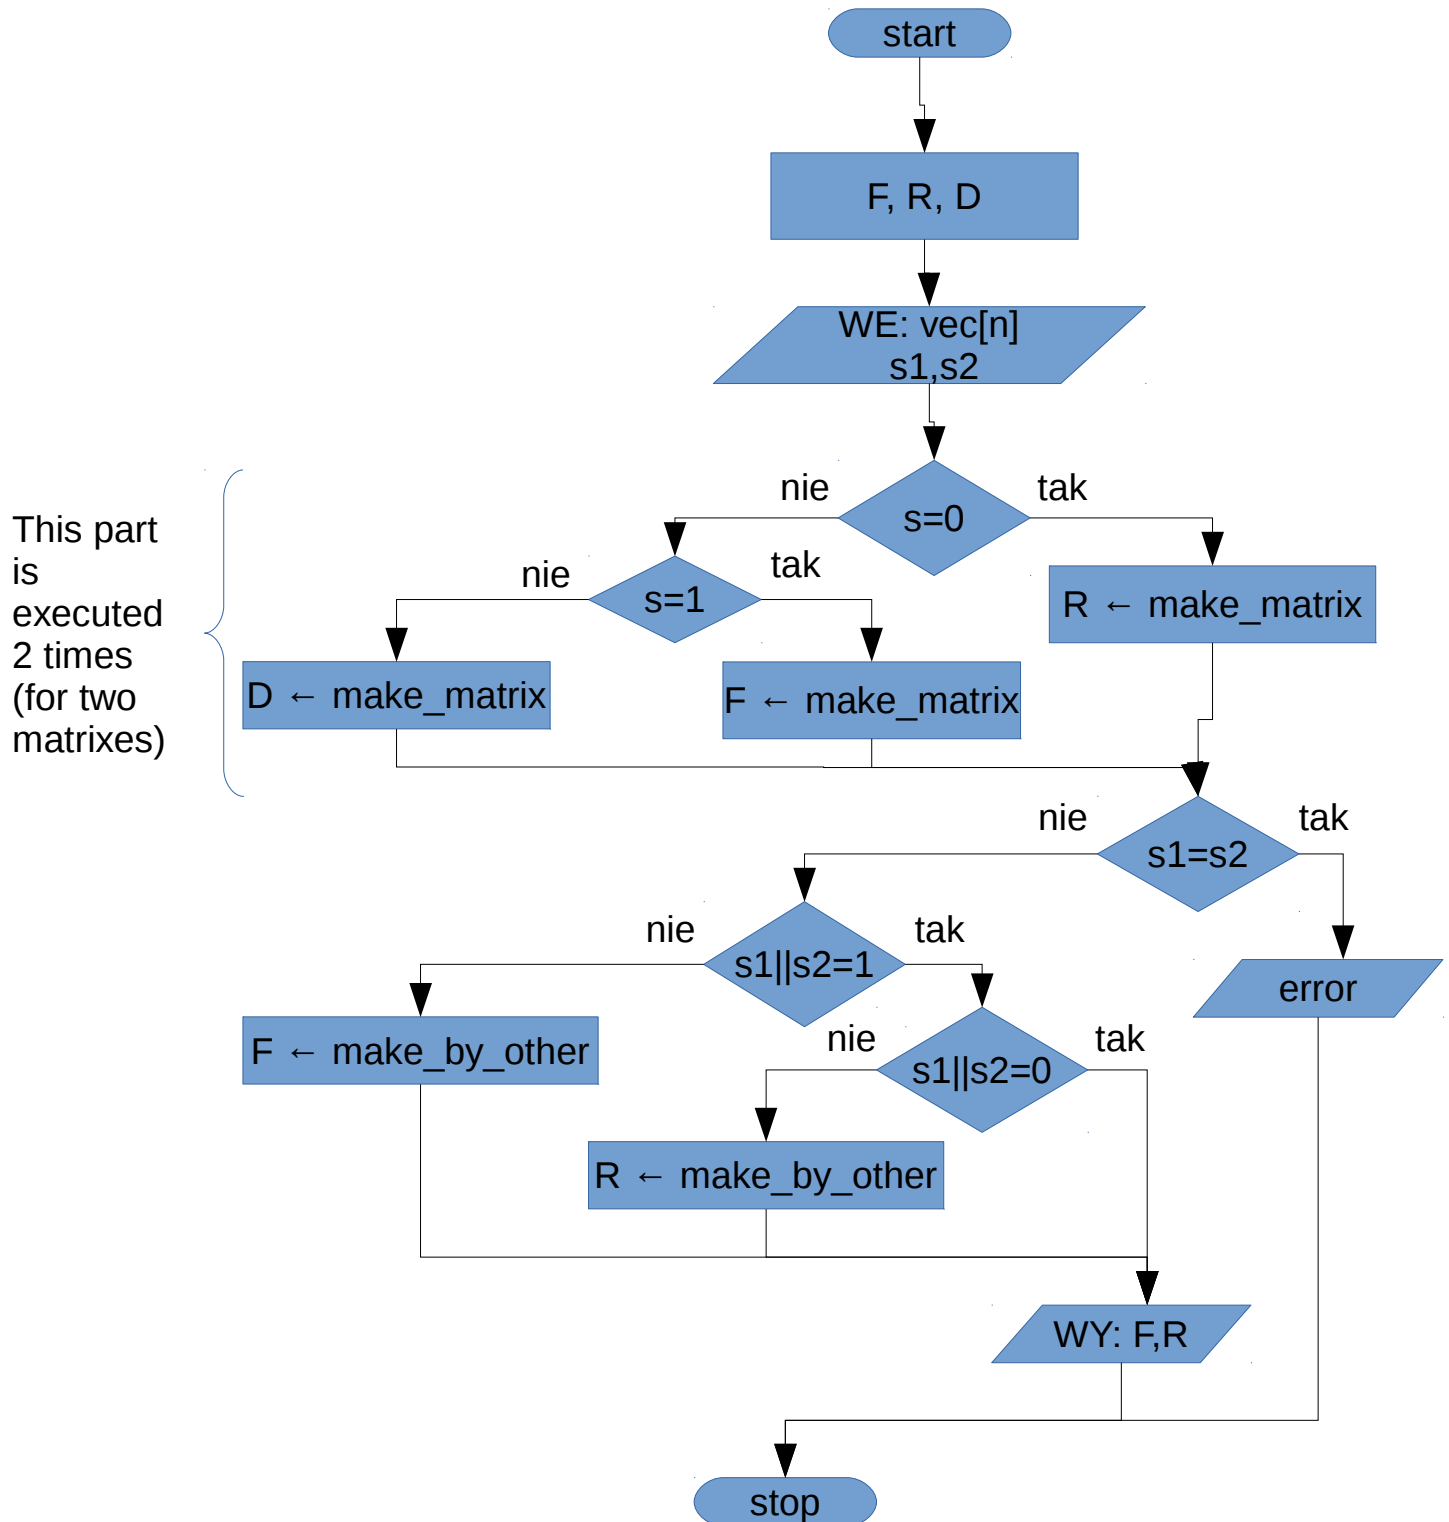 start
F, R, D
WE: vec[n]
s1,s2
nie
tak
s=0
This part
is
executed
2 times
(for two
matrixes)
nie
tak
s=1
R ← make_matrix
D ← make_matrix
F ← make_matrix
nie
tak
s1=s2
nie
tak
s1||s2=1
error
F ← make_by_other
nie
tak
s1||s2=0
R ← make_by_other
WY: F,R
stop